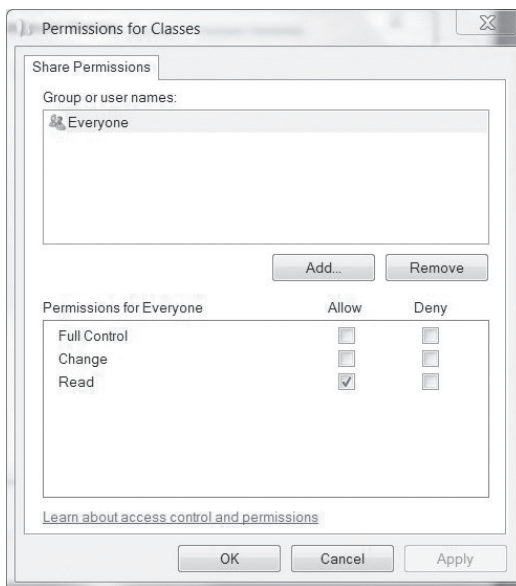 Permissions for Classes
Share Permissions
Group or user names:
Everyone
Add...
Remove
Permissions for Everyone Allow Deny
Full Control
Change
Read
Learn about access control and permissions
OK
Cancel
Apply